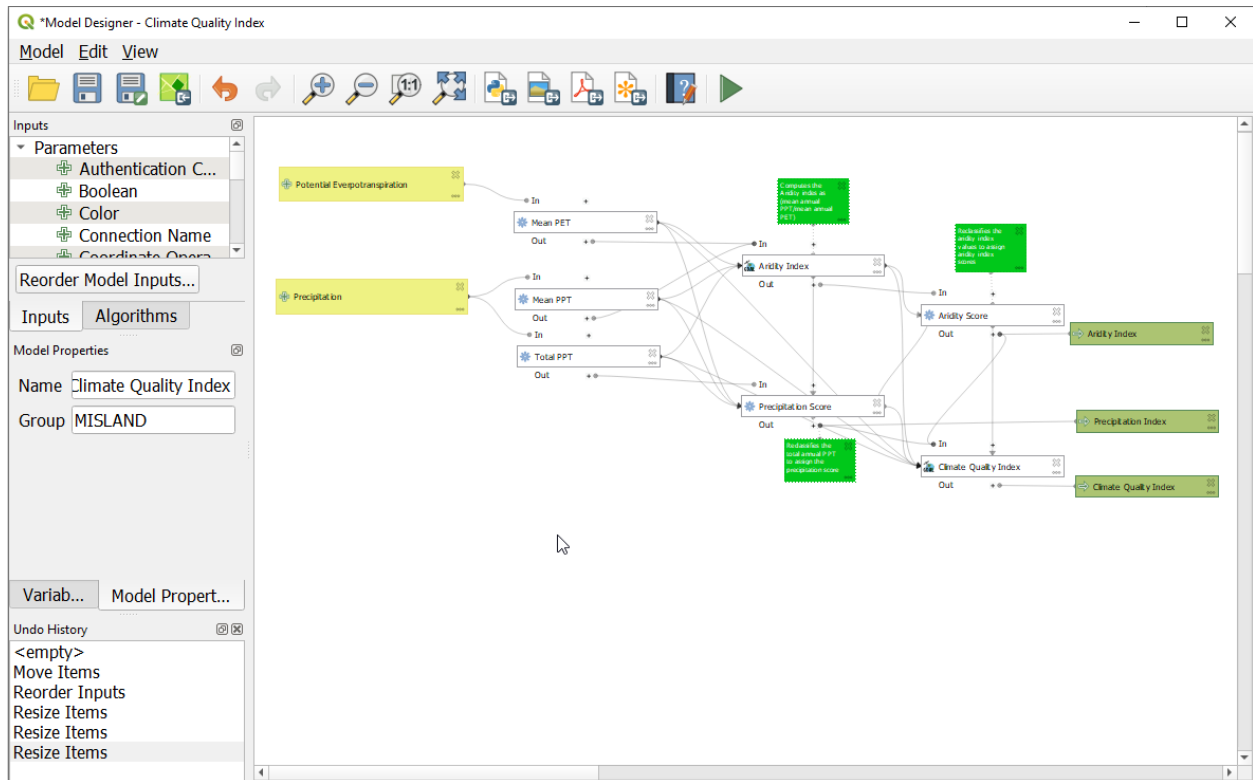 *Model Designer - Climate Quality Index
Model Edit View
1:1
Inputs
Parameters
Authentication C...
Boolean
Color
Connection Name
Coordinate Opera
Reorder Model Inputs...
Inputs Algorithms
Model Properties
Name Climate Quality Index
Group MISLAND
Variab... Model Propert...
Undo History
<empty>
Move Items
Reorder Inputs
Resize Items
Resize Items
Resize Items
Potential Everpotranspiration
In
Mean PET
Out
Precipitation
In
Mean PPT
Out
In
Total PPT
Out
Computes the
Aridity index as
(mean annual
PPT/mean annual
PET)
In
Aridity Index
Out
Reclassifies the
aridity index
values to assign
aridity index
scores
In
Aridity Score
Out
Aridity Index
In
Precipitation Score
Out
Reclassifies the
total annual PPT
to assign the
precipitation score
Precipitation Index
In
Climate Quality Index
Out
Climate Quality Index